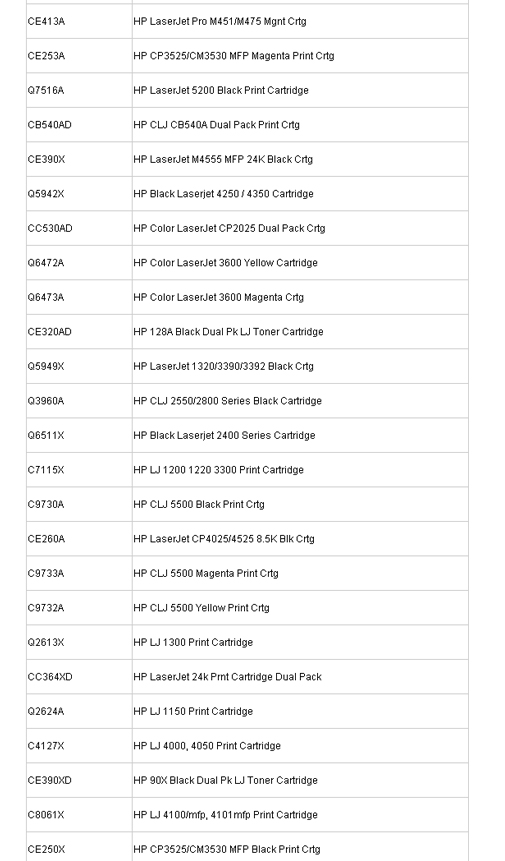 CE413A HP LaserJet Pro M451/M475 Mgnt Crtg
CE253A HP CP3525/CM3530 MFP Magenta Print Crtg
Q7516A HP LaserJet 5200 Black Print Cartridge
CB540AD HP CLJ CB540A Dual Pack Print Crtg
CE390X HP LaserJet M4555 MFP 24K Black Crtg
Q5942X HP Black Laserjet 4250 / 4350 Cartridge
CC530AD HP Color LaserJet CP2025 Dual Pack Crtg
Q6472A HP Color LaserJet 3600 Yellow Cartridge
Q6473A HP Color LaserJet 3600 Magenta Crtg
CE320AD HP 128A Black Dual Pk LJ Toner Cartridge
Q5949X HP LaserJet 1320/3390/3392 Black Crtg
Q3960A HP CLJ 2550/2800 Series Black Cartridge
Q6511X HP Black Laserjet 2400 Series Cartridge
C7115X HP LJ 1200 1220 3300 Print Cartridge
C9730A HP CLJ 5500 Black Print Crtg
CE260A HP LaserJet CP4025/4525 8.5K Blk Crtg
C9733A HP CLJ 5500 Magenta Print Crtg
C9732A HP CLJ 5500 Yellow Print Crtg
Q2613X HP LJ 1300 Print Cartridge
CC364XD HP LaserJet 24k Prnt Cartridge Dual Pack
Q2624A HP LJ 1150 Print Cartridge
C4127X HP LJ 4000, 4050 Print Cartridge
CE390XD HP 90X Black Dual Pk LJ Toner Cartridge
C8061X HP LJ 4100/mfp, 4101mfp Print Cartridge
CE250X HP CP3525/CM3530 MFP Black Print Crtg